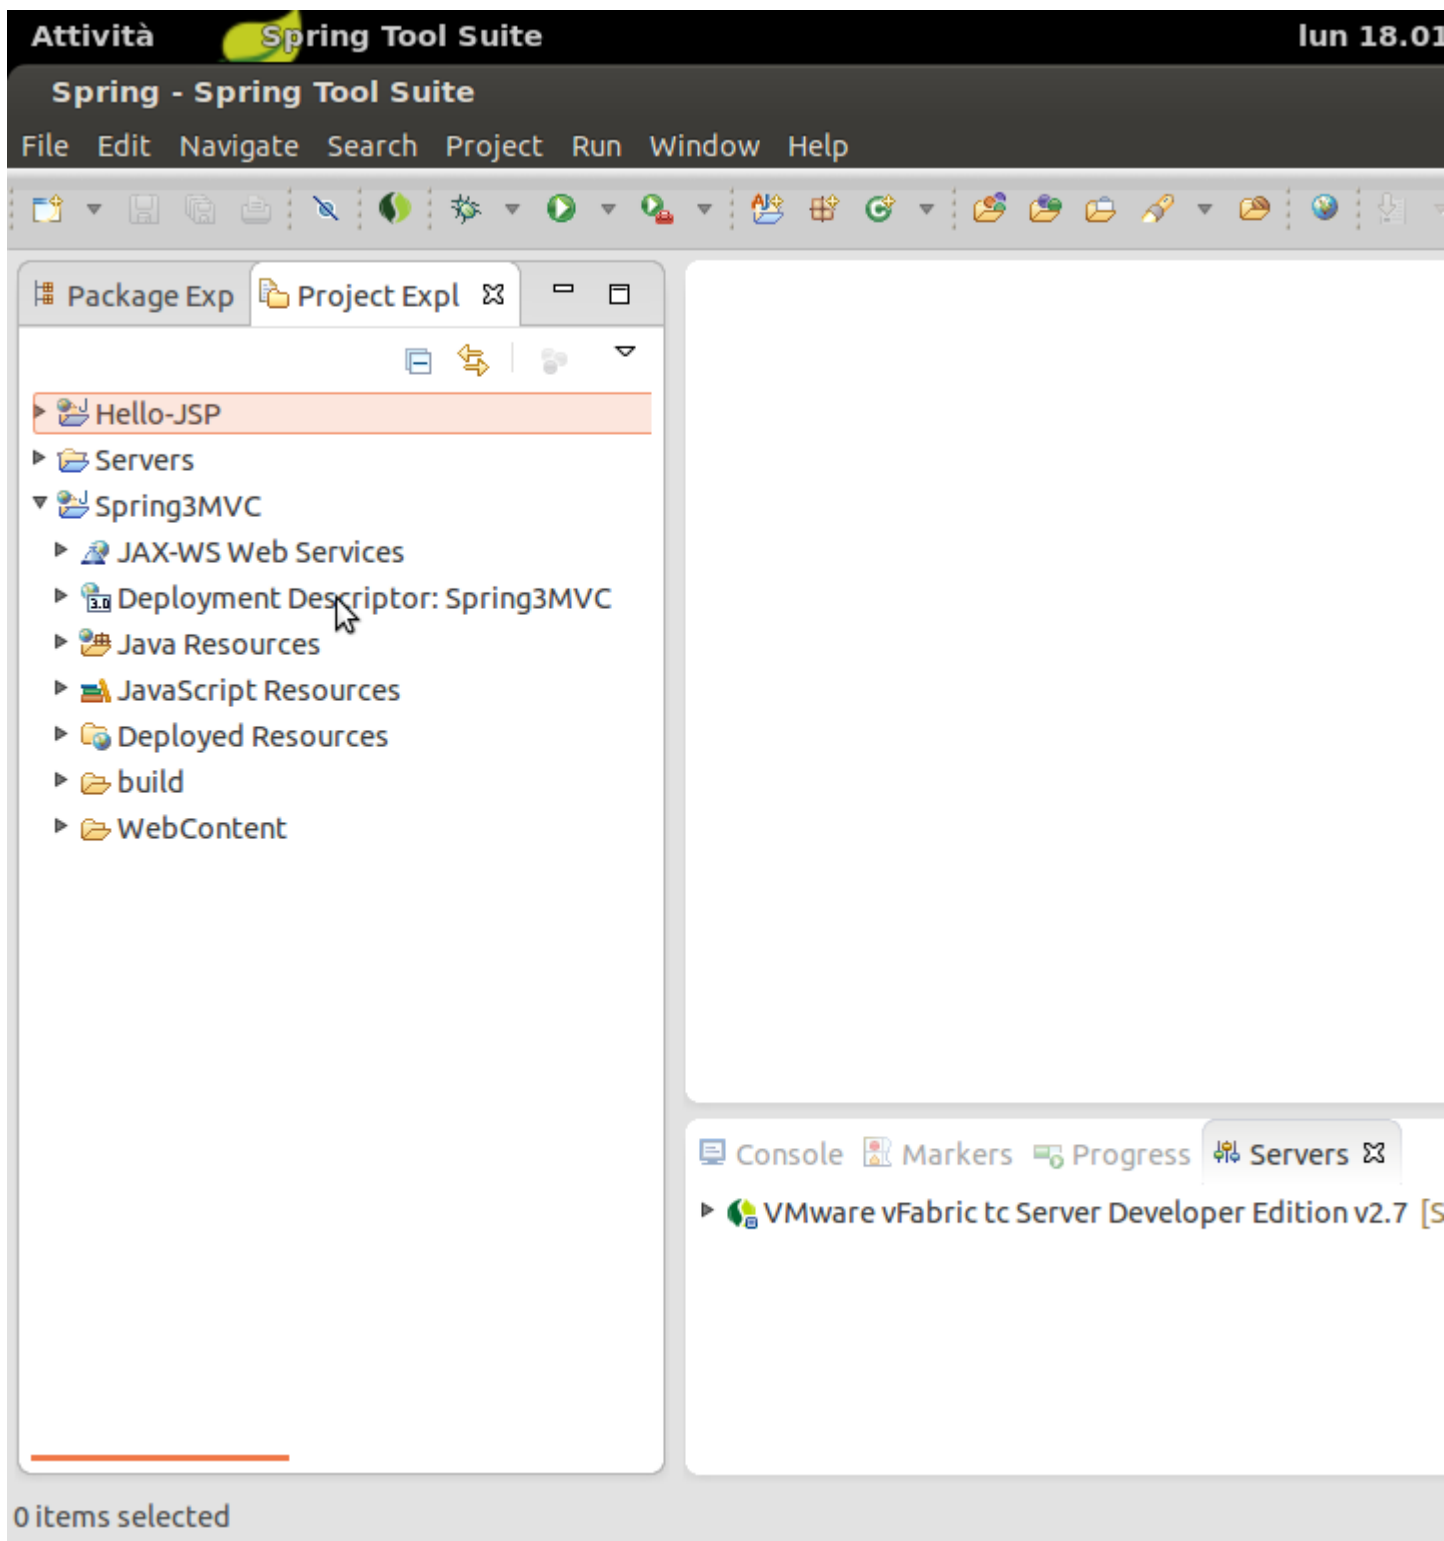 Attività Spring Tool Suite lun 18.01
Spring - Spring Tool Suite
File Edit Navigate Search Project Run Window Help
Package Exp Project Expl
Hello-JSP
Servers
Spring3MVC
JAX-WS Web Services
3.0 Deployment Descriptor: Spring3MVC
Java Resources
JavaScript Resources
Deployed Resources
build
WebContent
Console Markers Progress Servers
VMware vFabric tc Server Developer Edition v2.7 [S
0 items selected